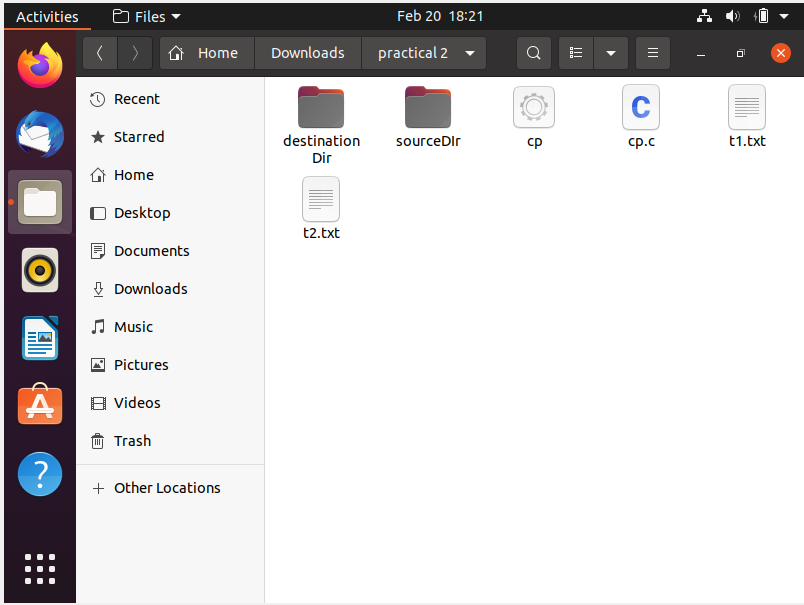 Activities
Files
Feb 20 18:21
Home
Downloads
practical 2
Recent
Starred
Home
Desktop
Documents
Downloads
Music
Pictures
Videos
Trash
Other Locations
destination
Dir
sourceDIr
cp
C
cp.c
t1.txt
t2.txt